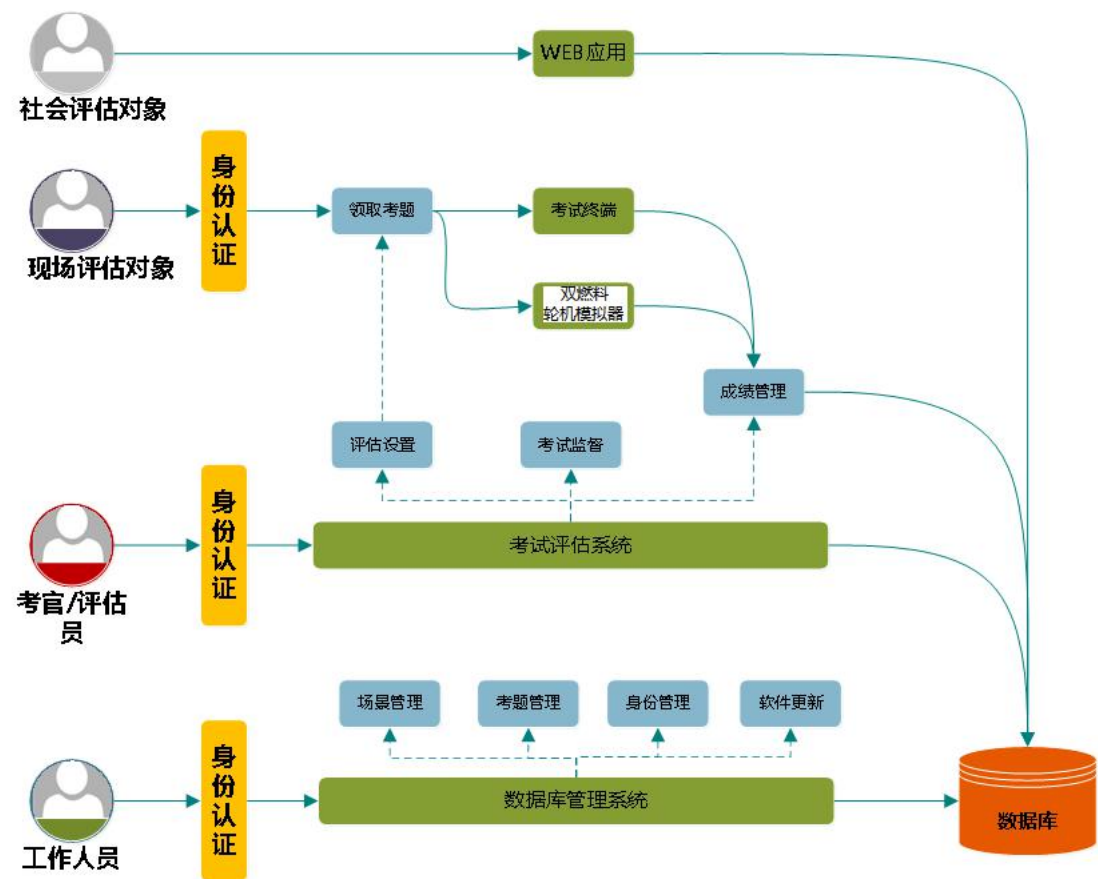 WEB应用
社会评估对象
身
份
认
证
领取考题
考试终端
现场评估对象
双燃料
轮机模拟器
成绩管理
评估设置
考试监督
身
份
认
证
考试评估系统
考官/评估
员
场景管理
考题管理
身份管理
软件更新
身
份
认
证
数据库管理系统
数据库
工作人员